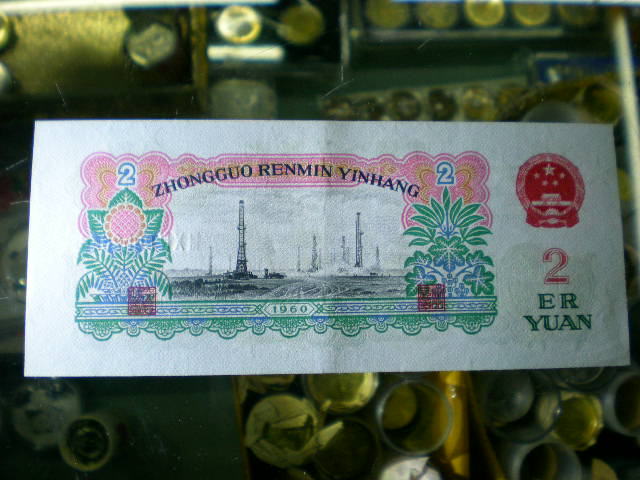 2
ZHONGGUO RENMIN YINHANG
2
1960
2
ER
YUAN